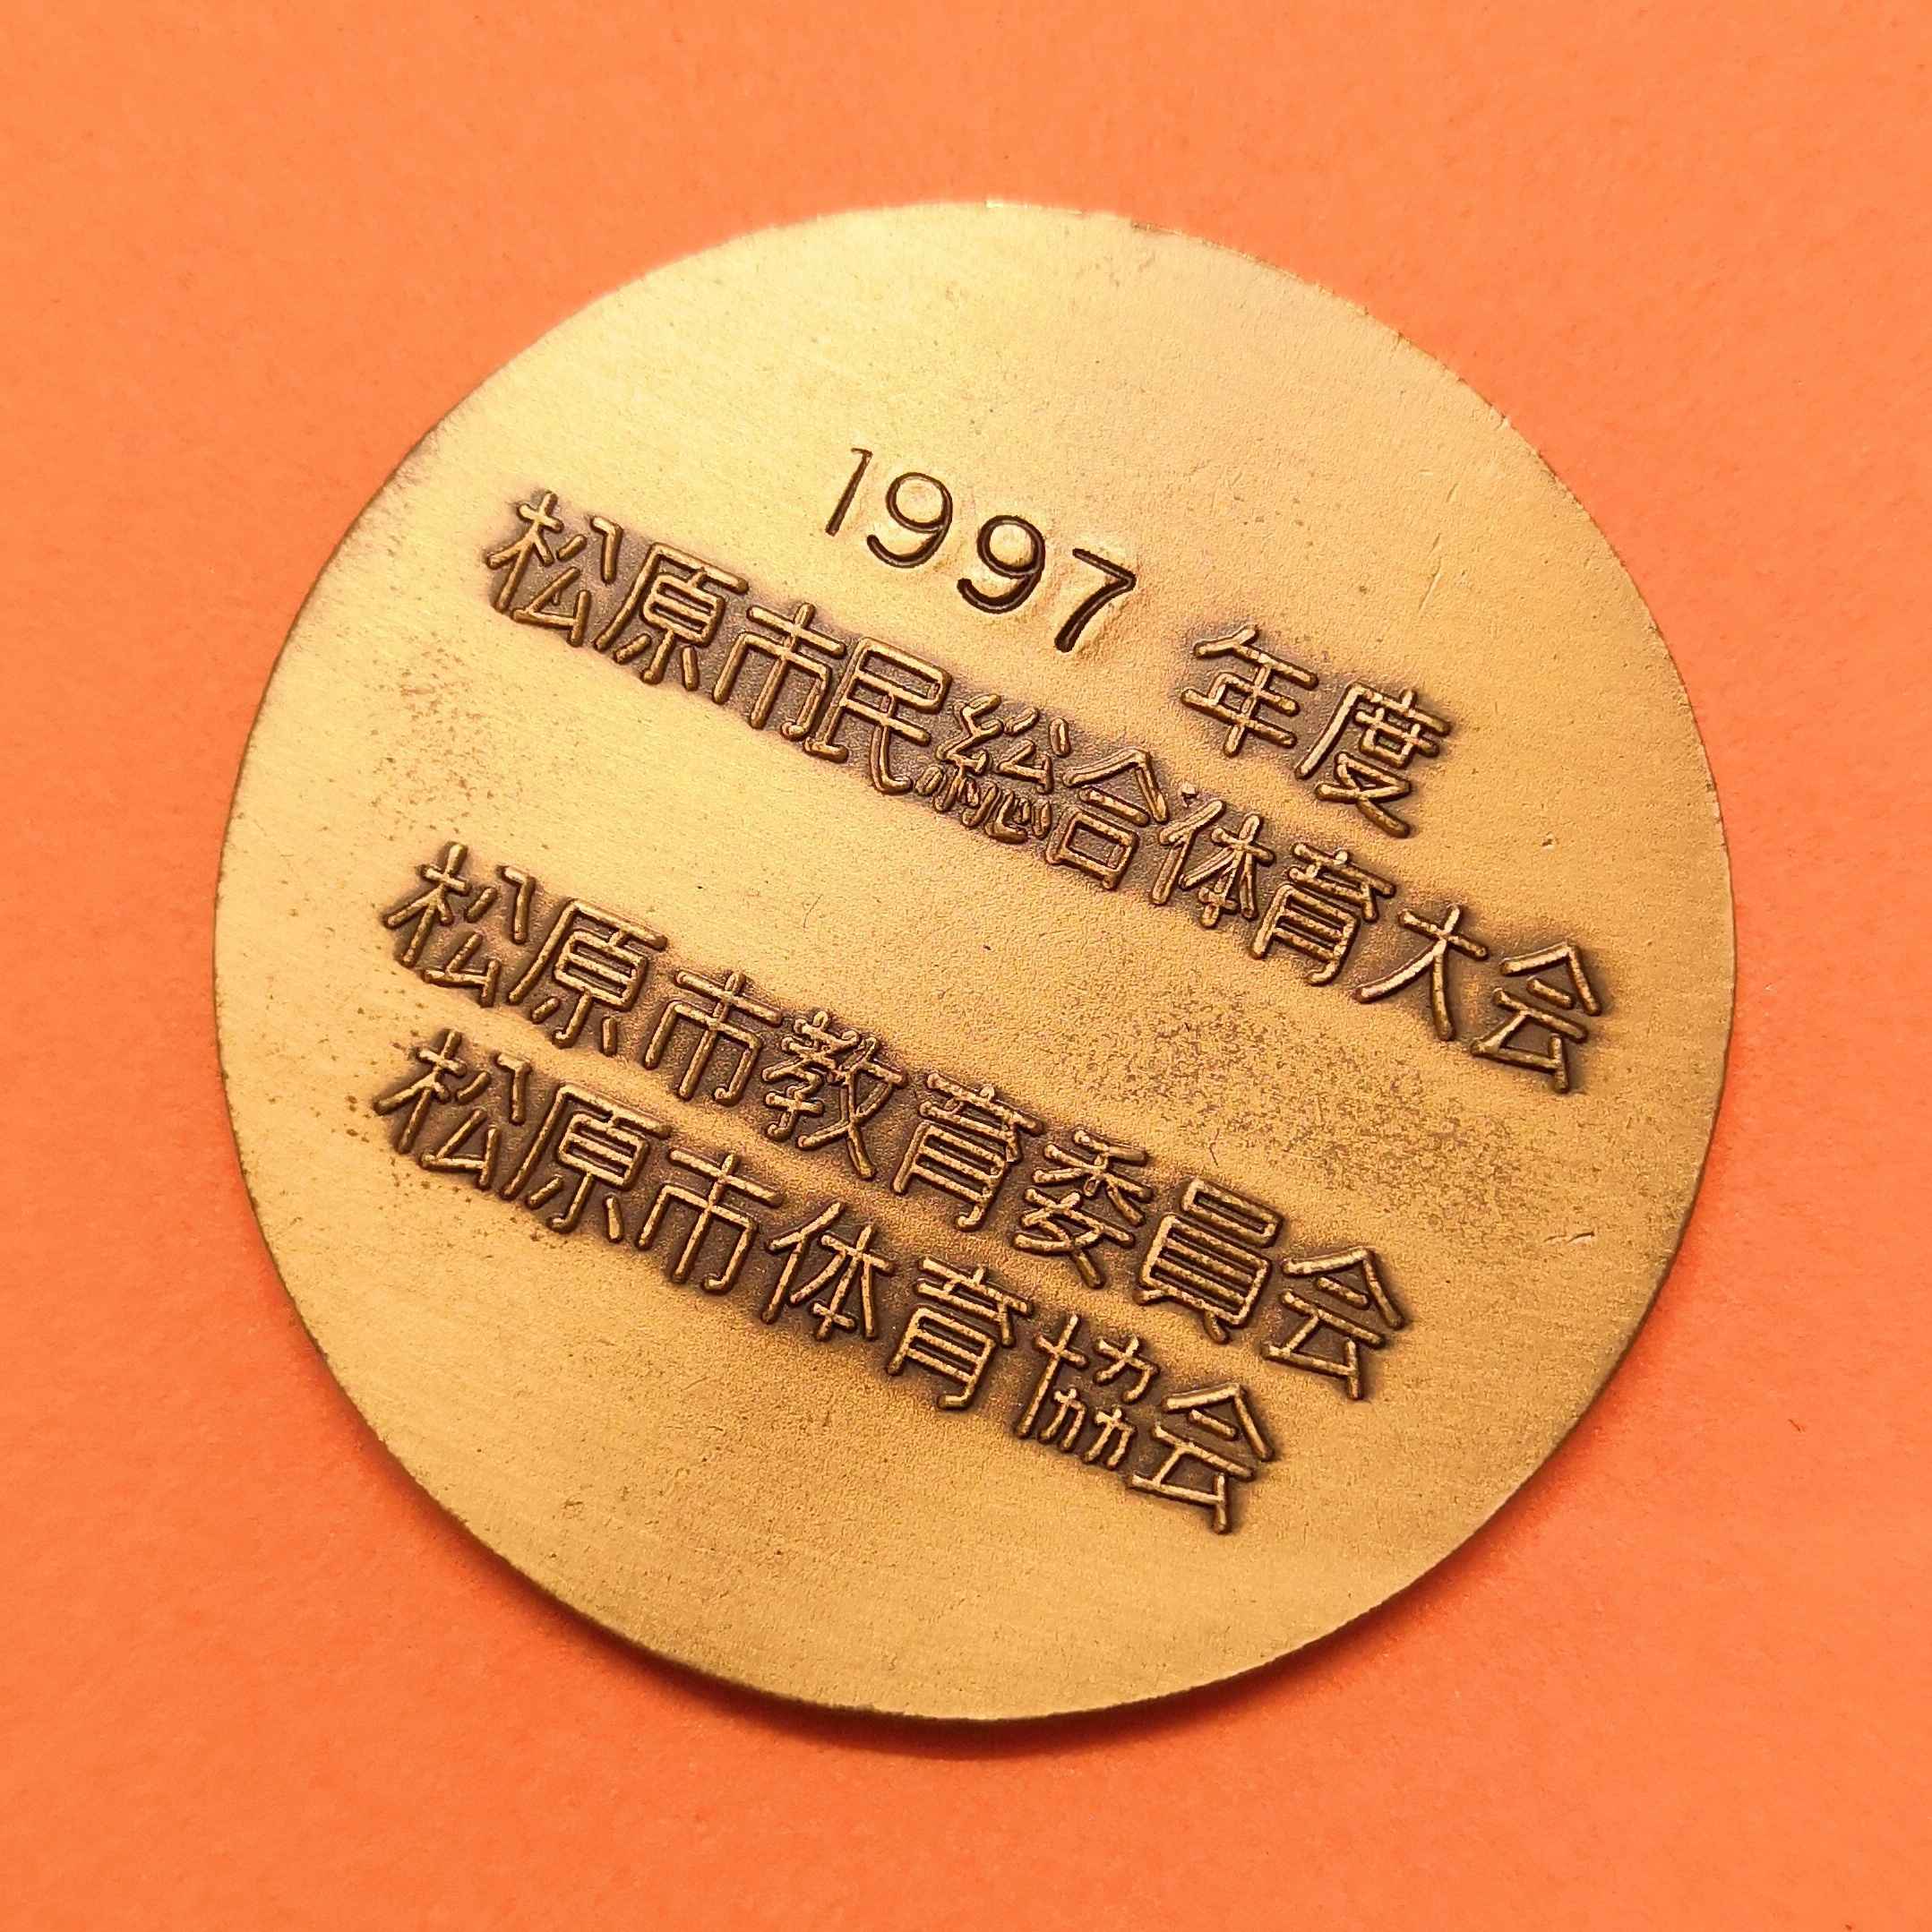 1997 年度
松原市民総合体育大会
松原市教育委員会
松原市体育協会